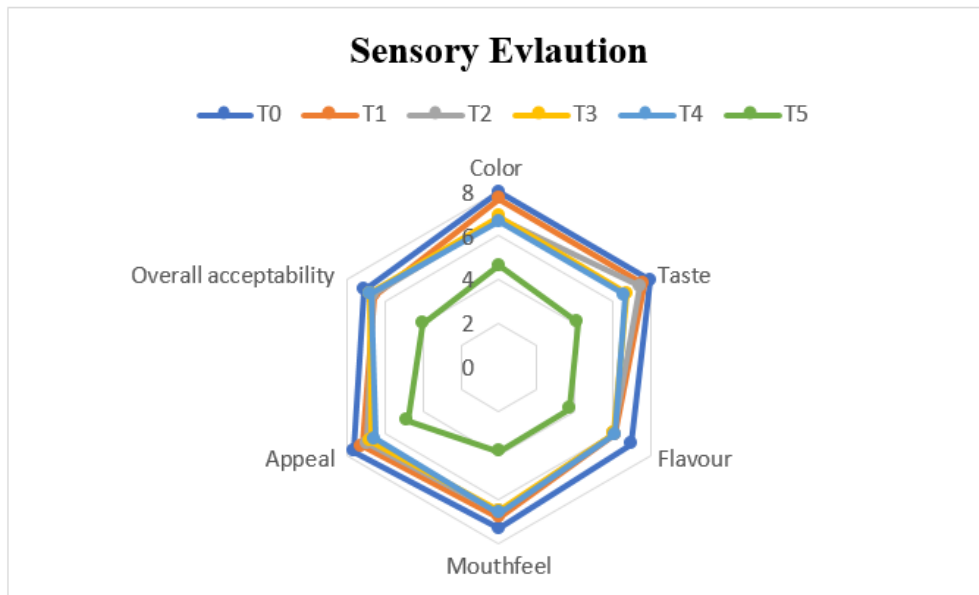 Sensory Evlaution
T0 T1 T2 T3 T4 T5
Color
8
6
Overall acceptability Taste
4
2
0
Appeal Flavour
Mouthfeel